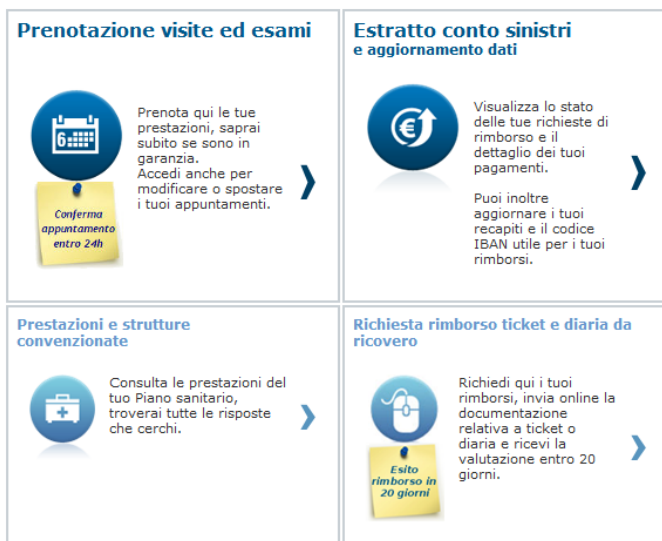 Prenotazione visite ed esami
Prenota qui le tue
prestazioni, saprai
subito se sono in
garanzia.
Accedi anche per
modificare o spostare
i tuoi appuntamenti.
6
Conferma
appuntamento
entro 24h
Estratto conto sinistri
e aggiornamento dati
€
Visualizza lo stato
delle tue richieste di
rimborso e il
dettaglio dei tuoi
pagamenti.
Puoi inoltre
aggiornare i tuoi
recapiti e il codice
IBAN utile per i tuoi
rimborsi.
Prestazioni e strutture
convenzionate
Consulta le prestazioni del
tuo Piano sanitario,
troverai tutte le risposte
che cerchi.
Richiesta rimborso ticket e diaria da
ricovero
Richiedi qui i tuoi
rimborsi, invia online la
documentazione
relativa a ticket o
diaria e ricevi la
valutazione entro 20
giorni.
Esito
rimborso in
20 giorni